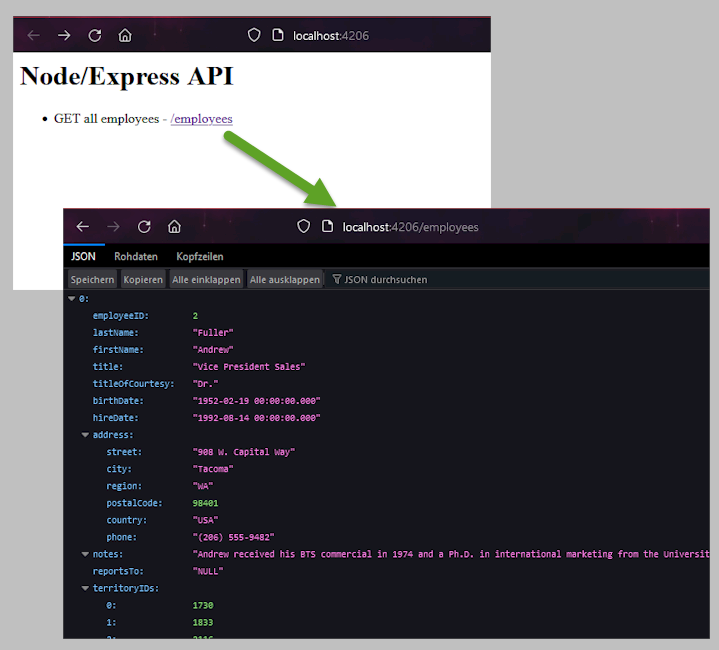 localhost:4206
Node/Express API
• GET all employees - /employees
localhost:4206/employees
JSON Rohdaten Kopfzeilen
Speichern Kopieren Alle einklappen Alle ausklappen JSON durchsuchen
0:
employeeID: 2
lastName: "Fuller"
firstName: "Andrew"
title: "Vice President Sales"
titleOfCourtesy: "Dr."
birthDate: "1952-02-19 00:00:00.000"
hireDate: "1992-08-14 00:00:00.000"
address:
street: "908 W. Capital Way"
city: "Tacoma"
region: "WA"
postalCode: 98401
country: "USA"
phone: "(206) 555-9482"
notes: "Andrew received his BTS commercial in 1974 and a Ph.D. in international marketing from the Universit
reportsTo: "NULL"
territoryIDs:
0: 1730
1: 1833